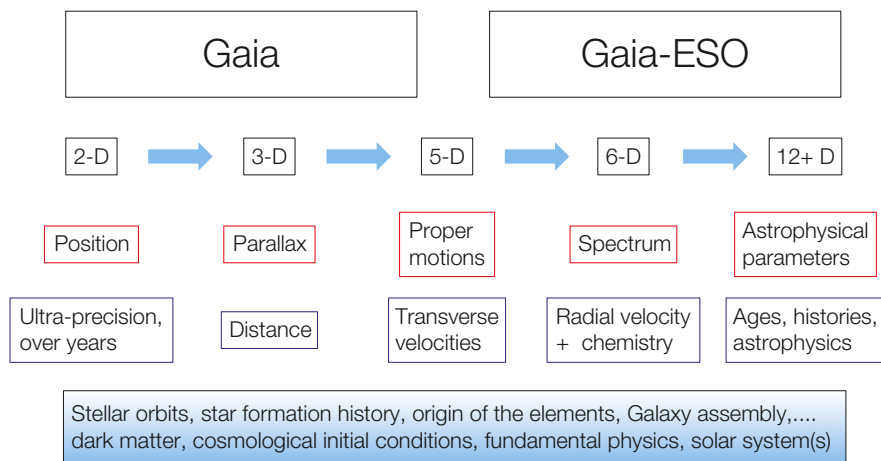 Gaia
Gaia-ESO
2-D
3-D
5-D
6-D
12+ D
Position
Parallax
Proper
motions
Spectrum
Astrophysical
parameters
Ultra-precision,
over years
Distance
Transverse
velocities
Radial velocity
+ chemistry
Ages, histories,
astrophysics
Stellar orbits, star formation history, origin of the elements, Galaxy assembly,....
dark matter, cosmological initial conditions, fundamental physics, solar system(s)